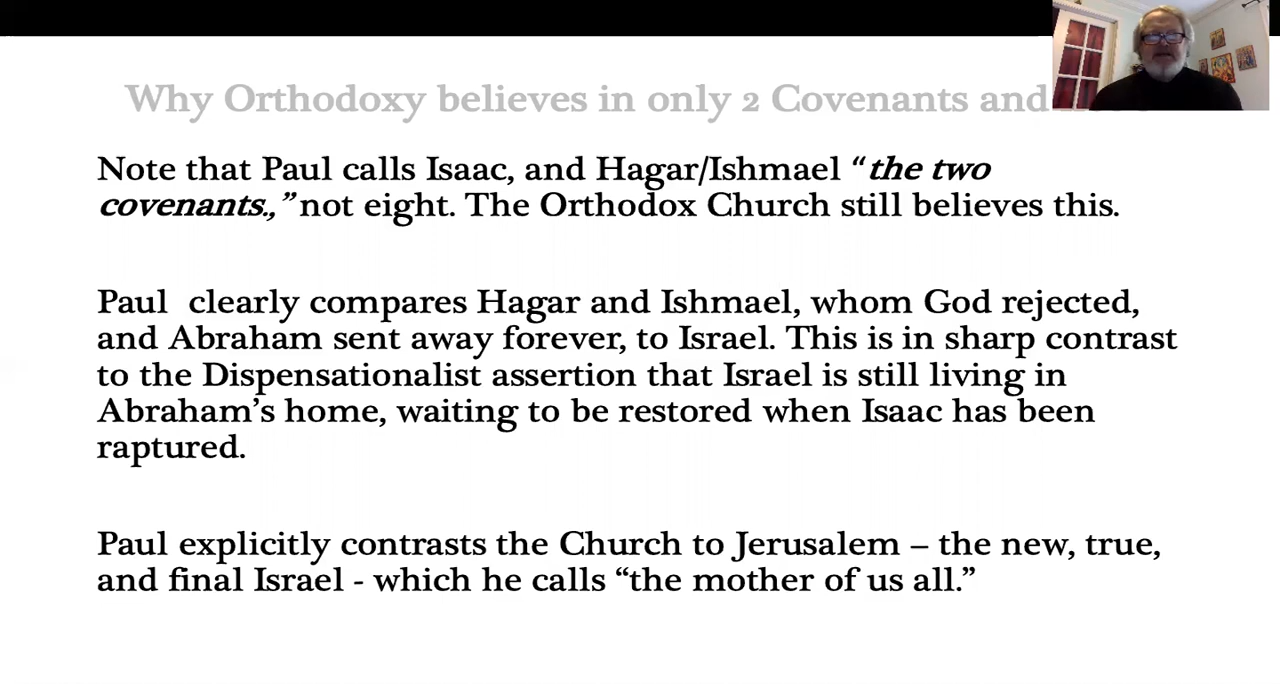 Why Orthodoxy believes in only 2 Covenants and
Note that Paul calls Isaac, and Hagar/Ishmael “the two
covenants.,” not eight. The Orthodox Church still believes this.
Paul clearly compares Hagar and Ishmael, whom God rejected,
and Abraham sent away forever, to Israel. This is in sharp contrast
to the Dispensationalist assertion that Israel is still living in
Abraham’s home, waiting to be restored when Isaac has been
raptured.
Paul explicitly contrasts the Church to Jerusalem – the new, true,
and final Israel - which he calls “the mother of us all.”